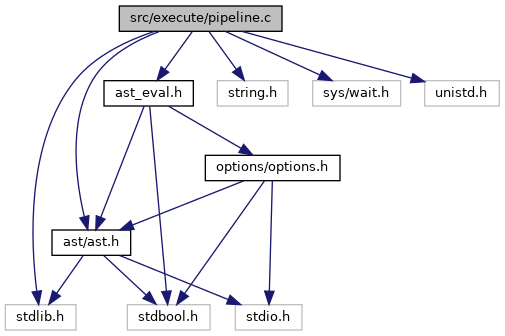 src/execute/pipeline.c
ast_eval.h
string.h
sys/wait.h
unistd.h
options/options.h
ast/ast.h
stdlib.h
stdbool.h
stdio.h